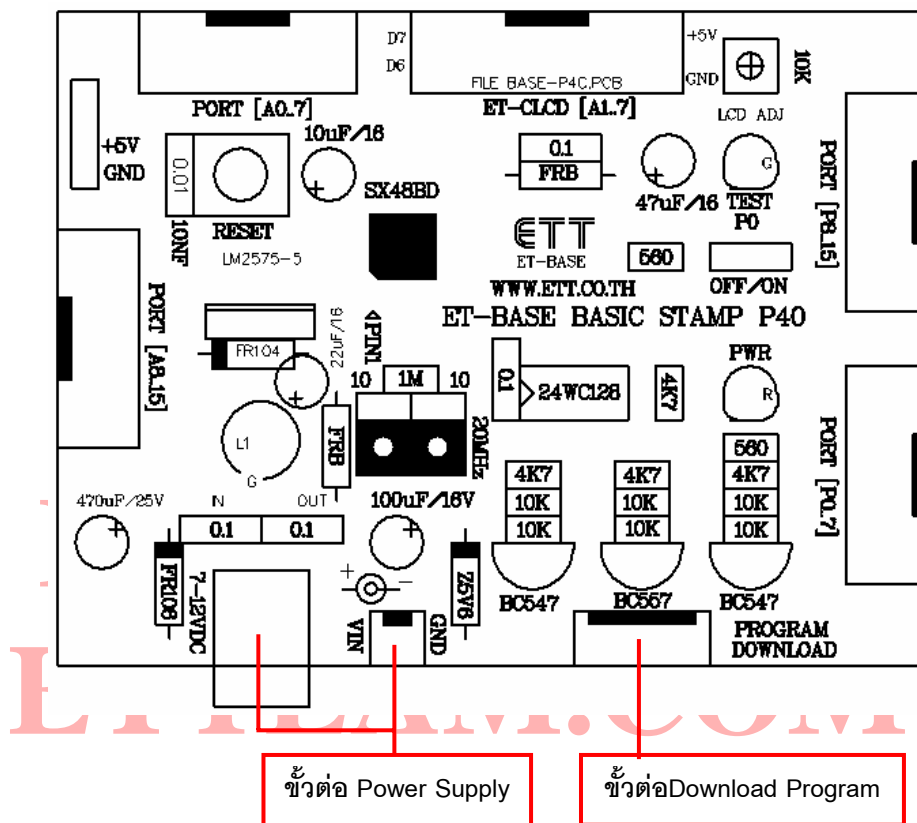 D7
D6
+5V
GND
10K
FILE BASE-P4C.PCB
PORT [A0..7]
ET-CLCD [A1..7]
LCD ADJ
+5V
GND
10uF/16
0.01
10NF
RESET
SX48BD
0.1
FRB
47uF/16
G
TEST
P0
PORT [P8..15]
LM2575-5
ETT
ET-BASE
560
OFF/ON
WWW.ETT.CO.TH
ET-BASE BASIC STAMP P40
PORT [A8..15]
FR104
22uF/16
<PIN1
10
1M
10
20MHz
0.1
24WC128
4K7
PWR
R
PORT [P0..7]
L1
G
FRB
560
4K7
10K
10K
4K7
10K
10K
4K7
10K
10K
470uF/25V
IN
OUT
0.1
0.1
100uF/16V
FR106
7-12VDC
+
-
VIN
GND
Z5V6
BC547
BC557
BC547
PROGRAM
DOWNLOAD
ETTEAM.COM
ขั้วต่อ Power Supply
ขั้วต่อDownload Program